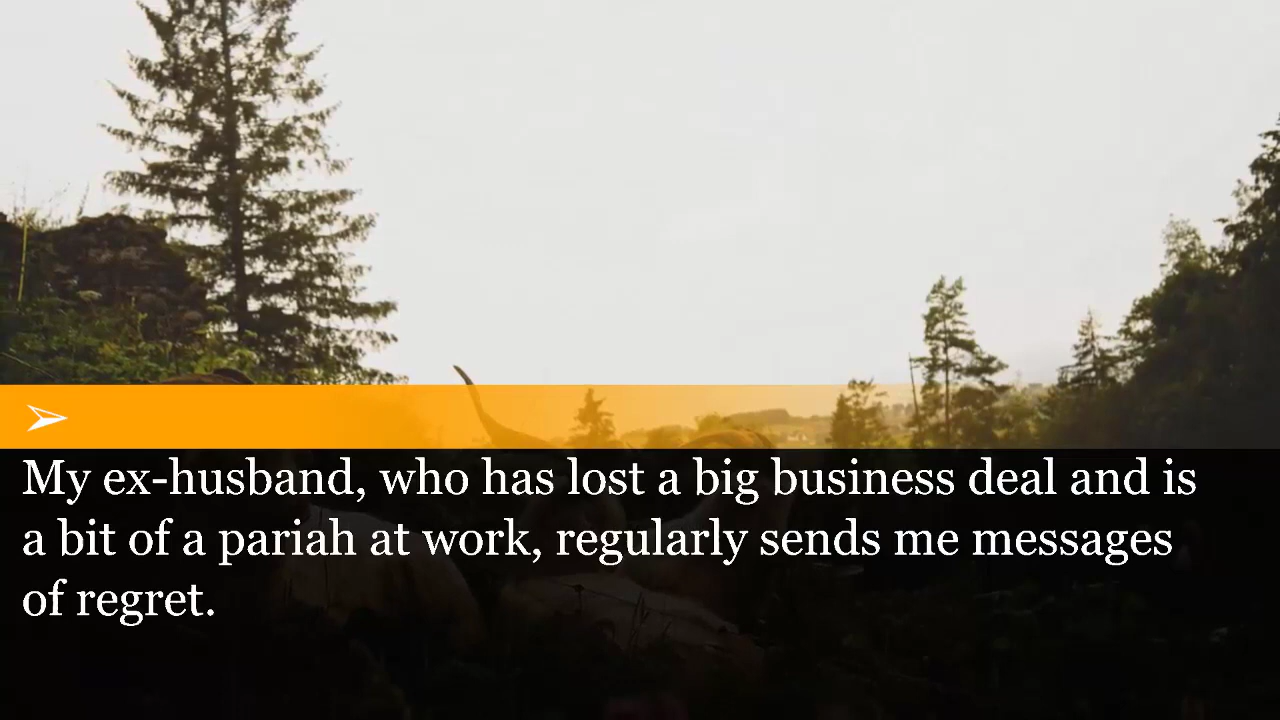 My ex-husband, who has lost a big business deal and is
a bit of a pariah at work, regularly sends me messages
of regret.